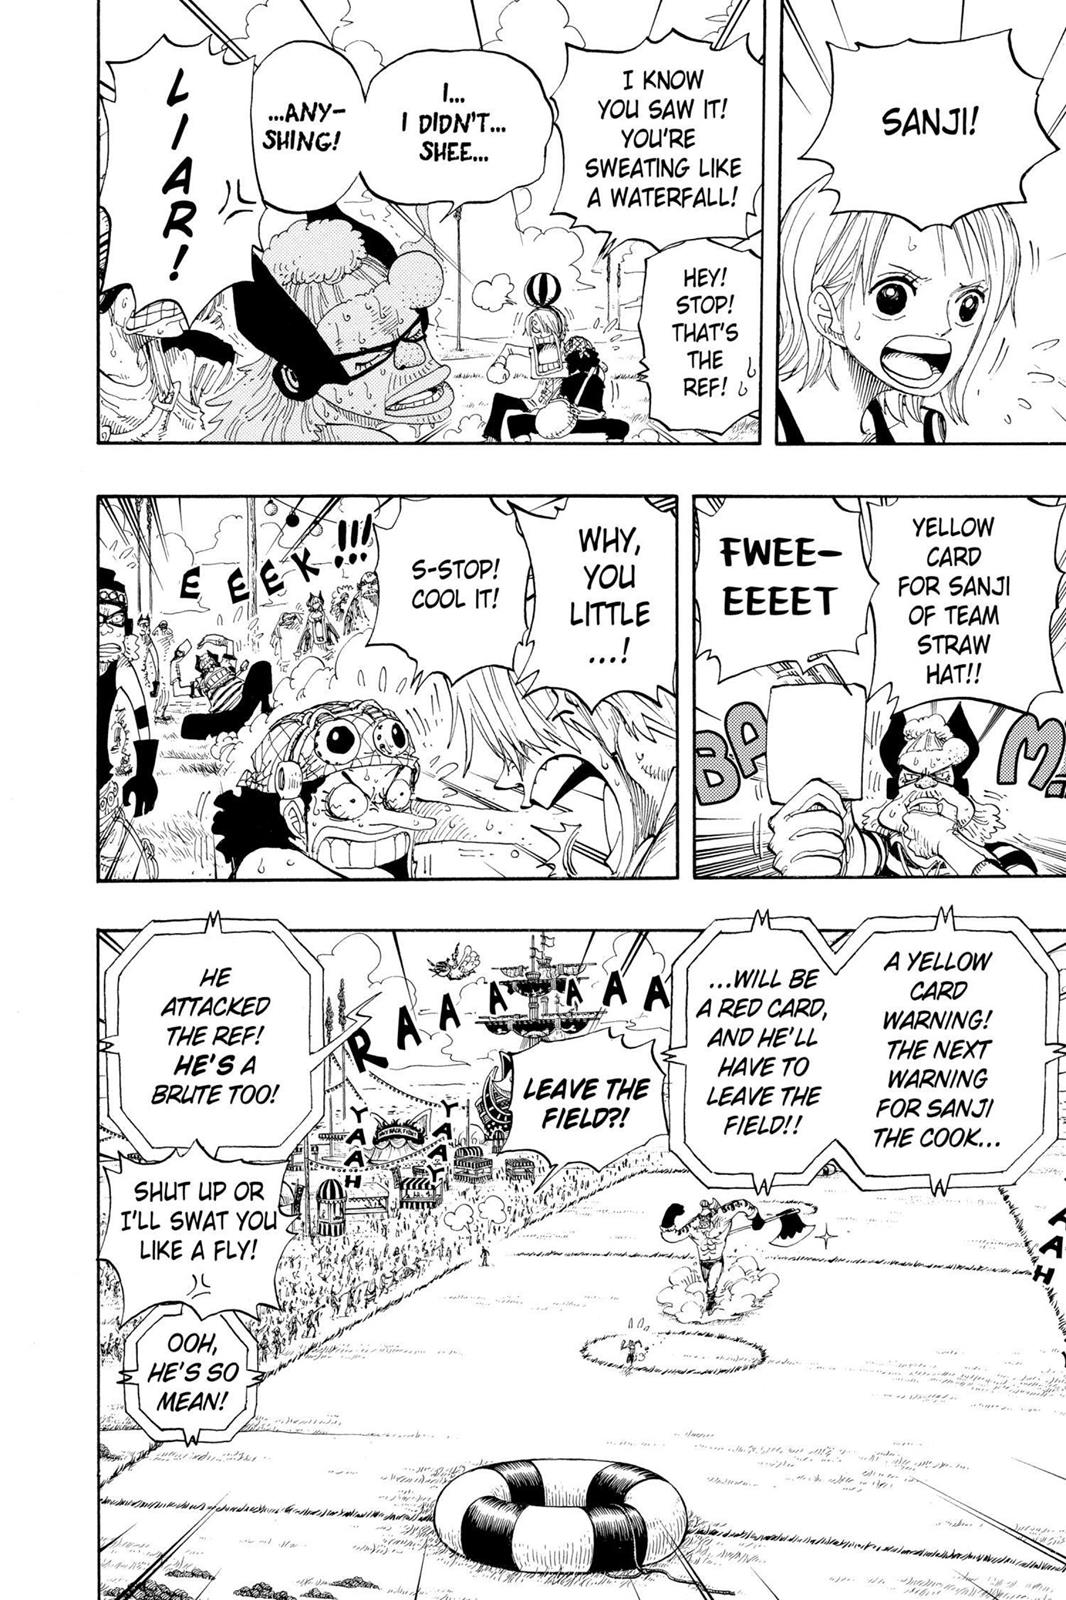 SANJI!
I KNOW
YOU SAW IT!
YOU'RE
SWEATING LIKE
A WATERFALL!
HEY!
STOP!
THAT'S
THE
REF!
I...
I DIDN'T...
SHEE...
...ANY-
SHING!
LIAR!
YELLOW
CARD
FOR SANJI
OF TEAM
STRAW
HAT!!
FWEE-
EEEET
BA
M!!
WHY,
YOU
LITTLE
...!
S-STOP!
COOL IT!
EEEK!!!
A YELLOW
CARD
WARNING!
THE NEXT
WARNING
FOR SANJI
THE COOK...
...WILL BE
A RED CARD,
AND HE'LL
HAVE TO
LEAVE THE
FIELD!!
LEAVE THE
FIELD?!
RAAAAAAA
YAAAY
YAAAH
HE
ATTACKED
THE REF!
HE'S A
BRUTE TOO!
SHUT UP OR
I'LL SWAT YOU
LIKE A FLY!
OOH,
HE'S SO
MEAN!